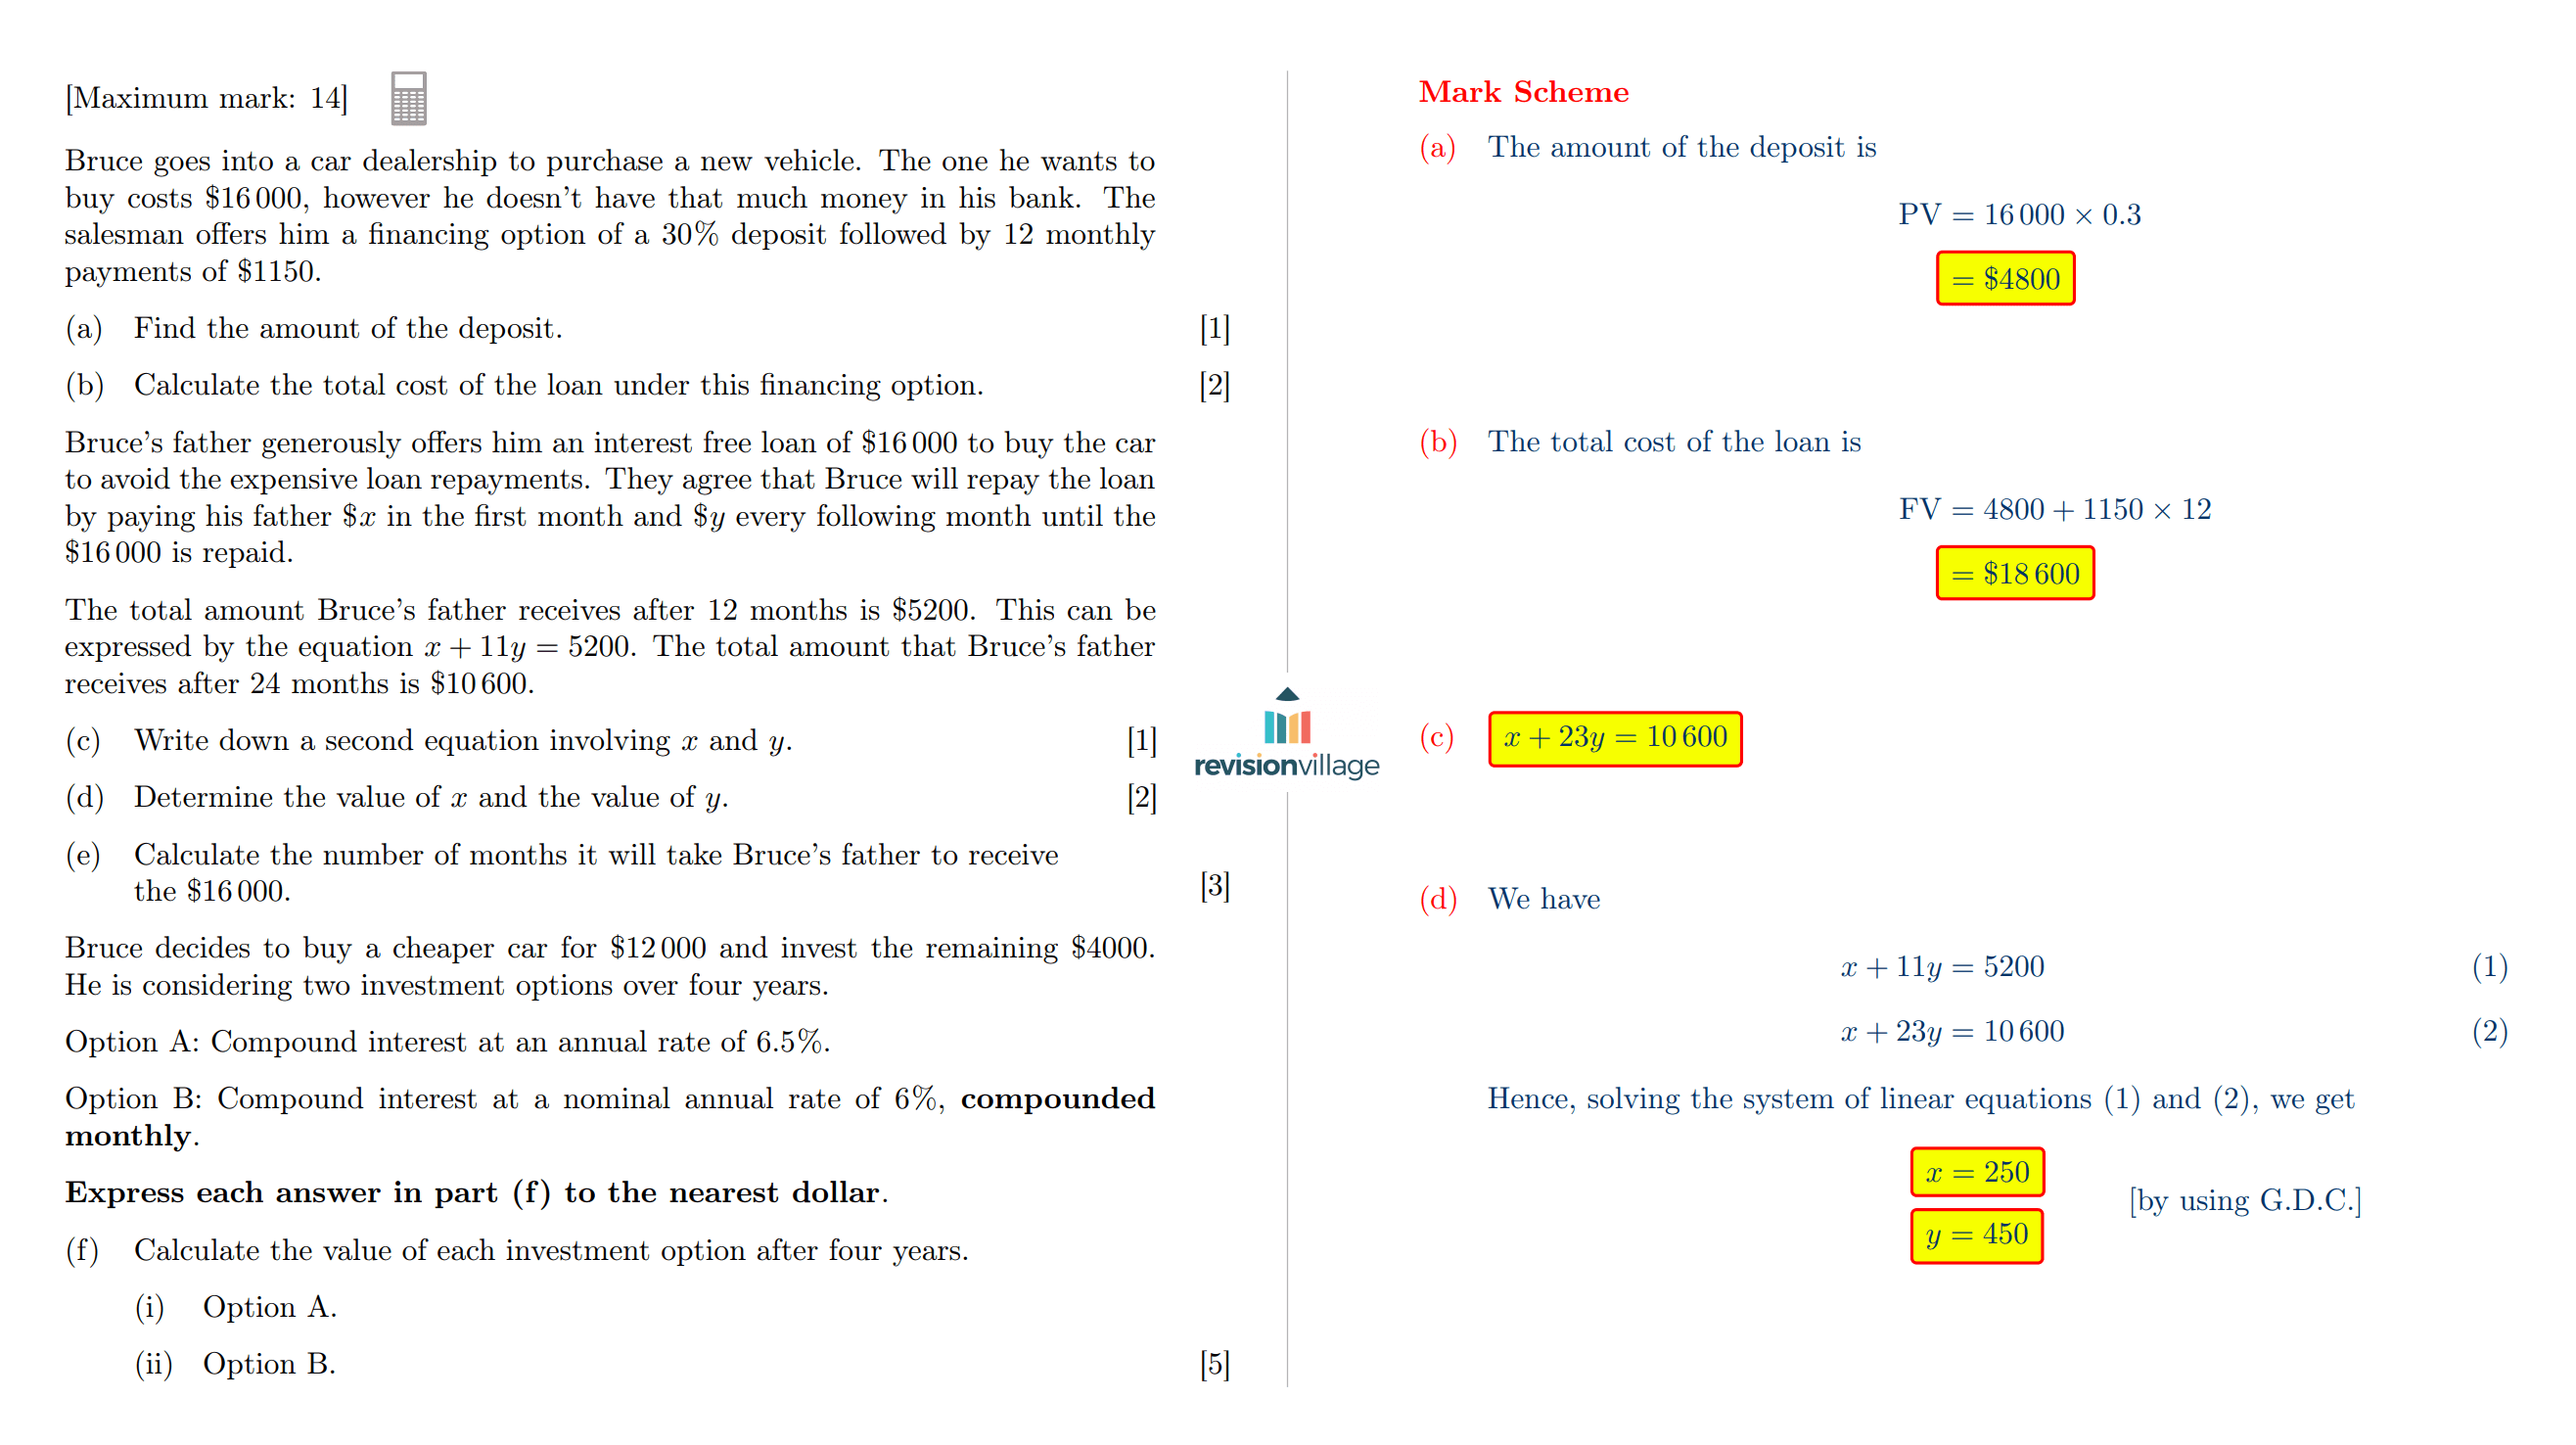 [Maximum mark: 14]
Bruce goes into a car dealership to purchase a new vehicle. The one he wants to
buy costs $16 000, however he doesn't have that much money in his bank. The
salesman offers him a financing option of a 30% deposit followed by 12 monthly
payments of $1150.
(a) Find the amount of the deposit. [1]
(b) Calculate the total cost of the loan under this financing option. [2]
Bruce's father generously offers him an interest free loan of $16 000 to buy the car
to avoid the expensive loan repayments. They agree that Bruce will repay the loan
by paying his father $x in the first month and $y every following month until the
$16 000 is repaid.
The total amount Bruce's father receives after 12 months is $5200. This can be
expressed by the equation x + 11y = 5200. The total amount that Bruce's father
receives after 24 months is $10 600.
(c) Write down a second equation involving x and y. [1]
(d) Determine the value of x and the value of y. [2]
(e) Calculate the number of months it will take Bruce's father to receive
the $16 000. [3]
Bruce decides to buy a cheaper car for $12 000 and invest the remaining $4000.
He is considering two investment options over four years.
Option A: Compound interest at an annual rate of 6.5%.
Option B: Compound interest at a nominal annual rate of 6%, compounded
monthly.
Express each answer in part (f) to the nearest dollar.
(f) Calculate the value of each investment option after four years.
(i) Option A.
(ii) Option B. [5]
revisionvillage
Mark Scheme
(a) The amount of the deposit is
PV = 16 000 × 0.3
= $4800
(b) The total cost of the loan is
FV = 4800 + 1150 × 12
= $18 600
(c) x + 23y = 10 600
(d) We have
x + 11y = 5200 (1)
x + 23y = 10 600 (2)
Hence, solving the system of linear equations (1) and (2), we get
x = 250
[by using G.D.C.]
y = 450